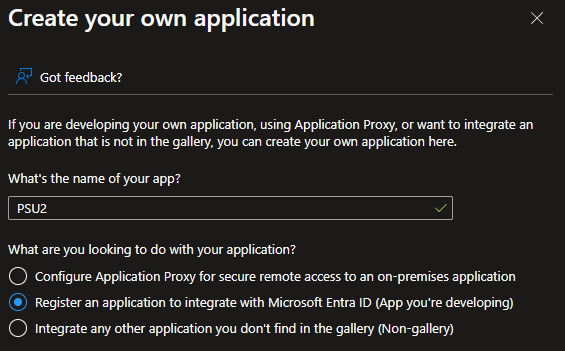 Create your own application
Got feedback?
If you are developing your own application, using Application Proxy, or want to integrate an
application that is not in the gallery, you can create your own application here.
What's the name of your app?
PSU2
What are you looking to do with your application?
Configure Application Proxy for secure remote access to an on-premises application
Register an application to integrate with Microsoft Entra ID (App you're developing)
Integrate any other application you don't find in the gallery (Non-gallery)